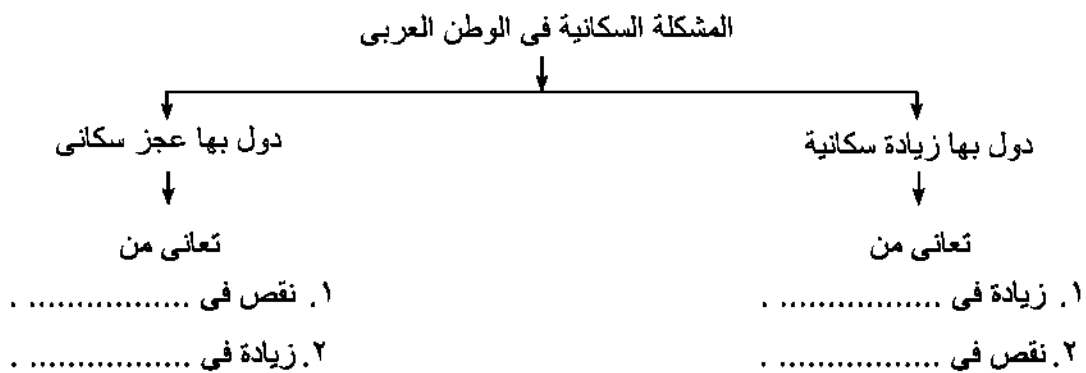 المشكلة السكانية فى الوطن العربى
دول بها زيادة سكانية
دول بها عجز سكانى
تعانى من
تعانى من
١. زيادة فى ................. .
١. نقص فى ................. .
٢. نقص فى ................. .
٢. زيادة فى ................. .